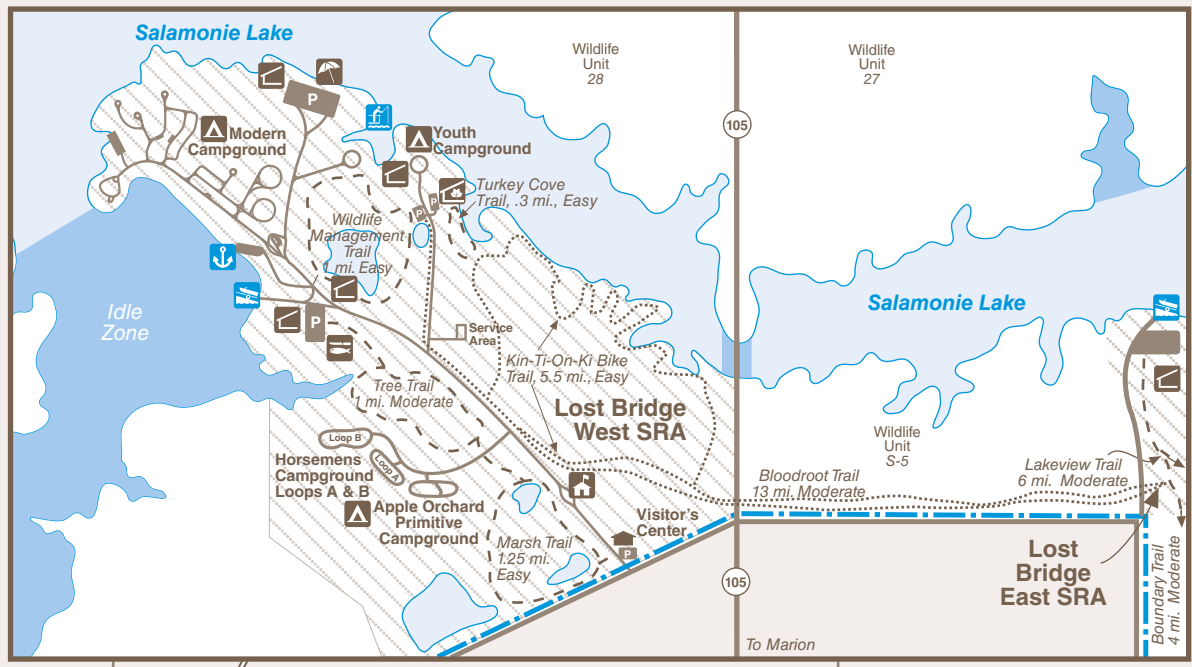 Salamonie Lake
Wildlife
Unit
28
Wildlife
Unit
27
P
105
Modern
Campground
Youth
Campground
Turkey Cove
Trail, .3 mi., Easy
P
P
Wildlife
Management
Trail
1 mi. Easy
Idle
Zone
P
Service
Area
Salamonie Lake
Kin-Ti-On-Ki Bike
Trail, 5.5 mi., Easy
Tree Trail
1 mi. Moderate
Lost Bridge
West SRA
Loop B
Loop A
Horsemens
Campground
Loops A & B
Wildlife
Unit
S-5
Bloodroot Trail
13 mi. Moderate
Lakeview Trail
6 mi. Moderate
Apple Orchard
Primitive
Campground
Marsh Trail
1.25 mi.
Easy
Visitor's
Center
P
Lost
Bridge
East SRA
Boundary Trail
4 mi. Moderate
105
To Marion